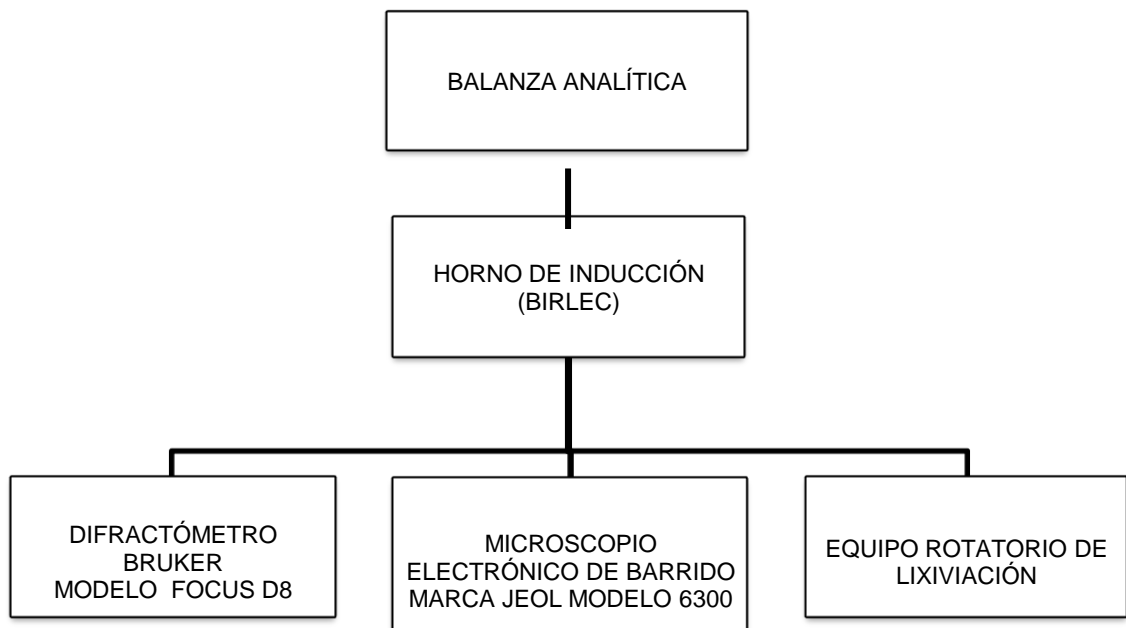 BALANZA ANALÍTICA
HORNO DE INDUCCIÓN
(BIRLEC)
DIFRACTÓMETRO
BRUKER
MODELO FOCUS D8
MICROSCOPIO
ELECTRÓNICO DE BARRIDO
MARCA JEOL MODELO 6300
EQUIPO ROTATORIO DE
LIXIVIACIÓN